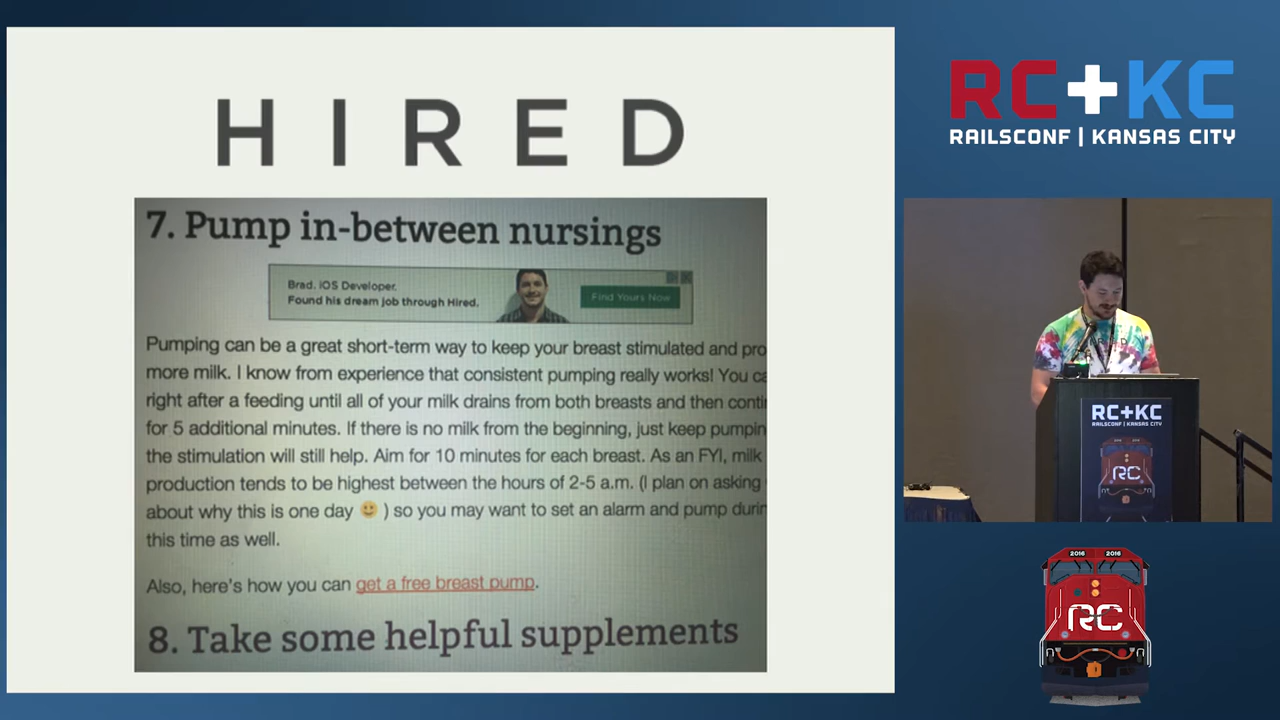 H I R E D
7. Pump in-between nursings
Brad. iOS Developer.
Found his dream job through Hired.
Find Yours Now
Pumping can be a great short-term way to keep your breast stimulated and pro
more milk. I know from experience that consistent pumping really works! You ca
right after a feeding until all of your milk drains from both breasts and then conti
for 5 additional minutes. If there is no milk from the beginning, just keep pumpin
the stimulation will still help. Aim for 10 minutes for each breast. As an FYI, milk
production tends to be highest between the hours of 2-5 a.m. (I plan on asking
about why this is one day 😀 ) so you may want to set an alarm and pump durin
this time as well.
Also, here's how you can get a free breast pump.
8. Take some helpful supplements
RC+KC
RAILSCONF | KANSAS CITY
HIRED
RC+KC
RAILSCONF | KANSAS CITY
RC
2016 2016
RC